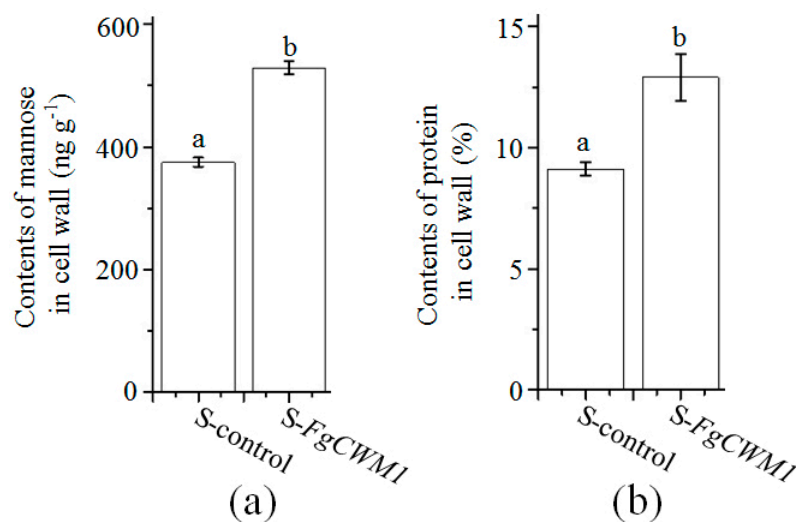 Contents of mannose
in cell wall (ng g⁻¹)
600
400
200
0
a
b
S-control
S-FgCWM1
(a)
Contents of protein
in cell wall (%)
15
10
5
0
a
b
S-control
S-FgCWM1
(b)